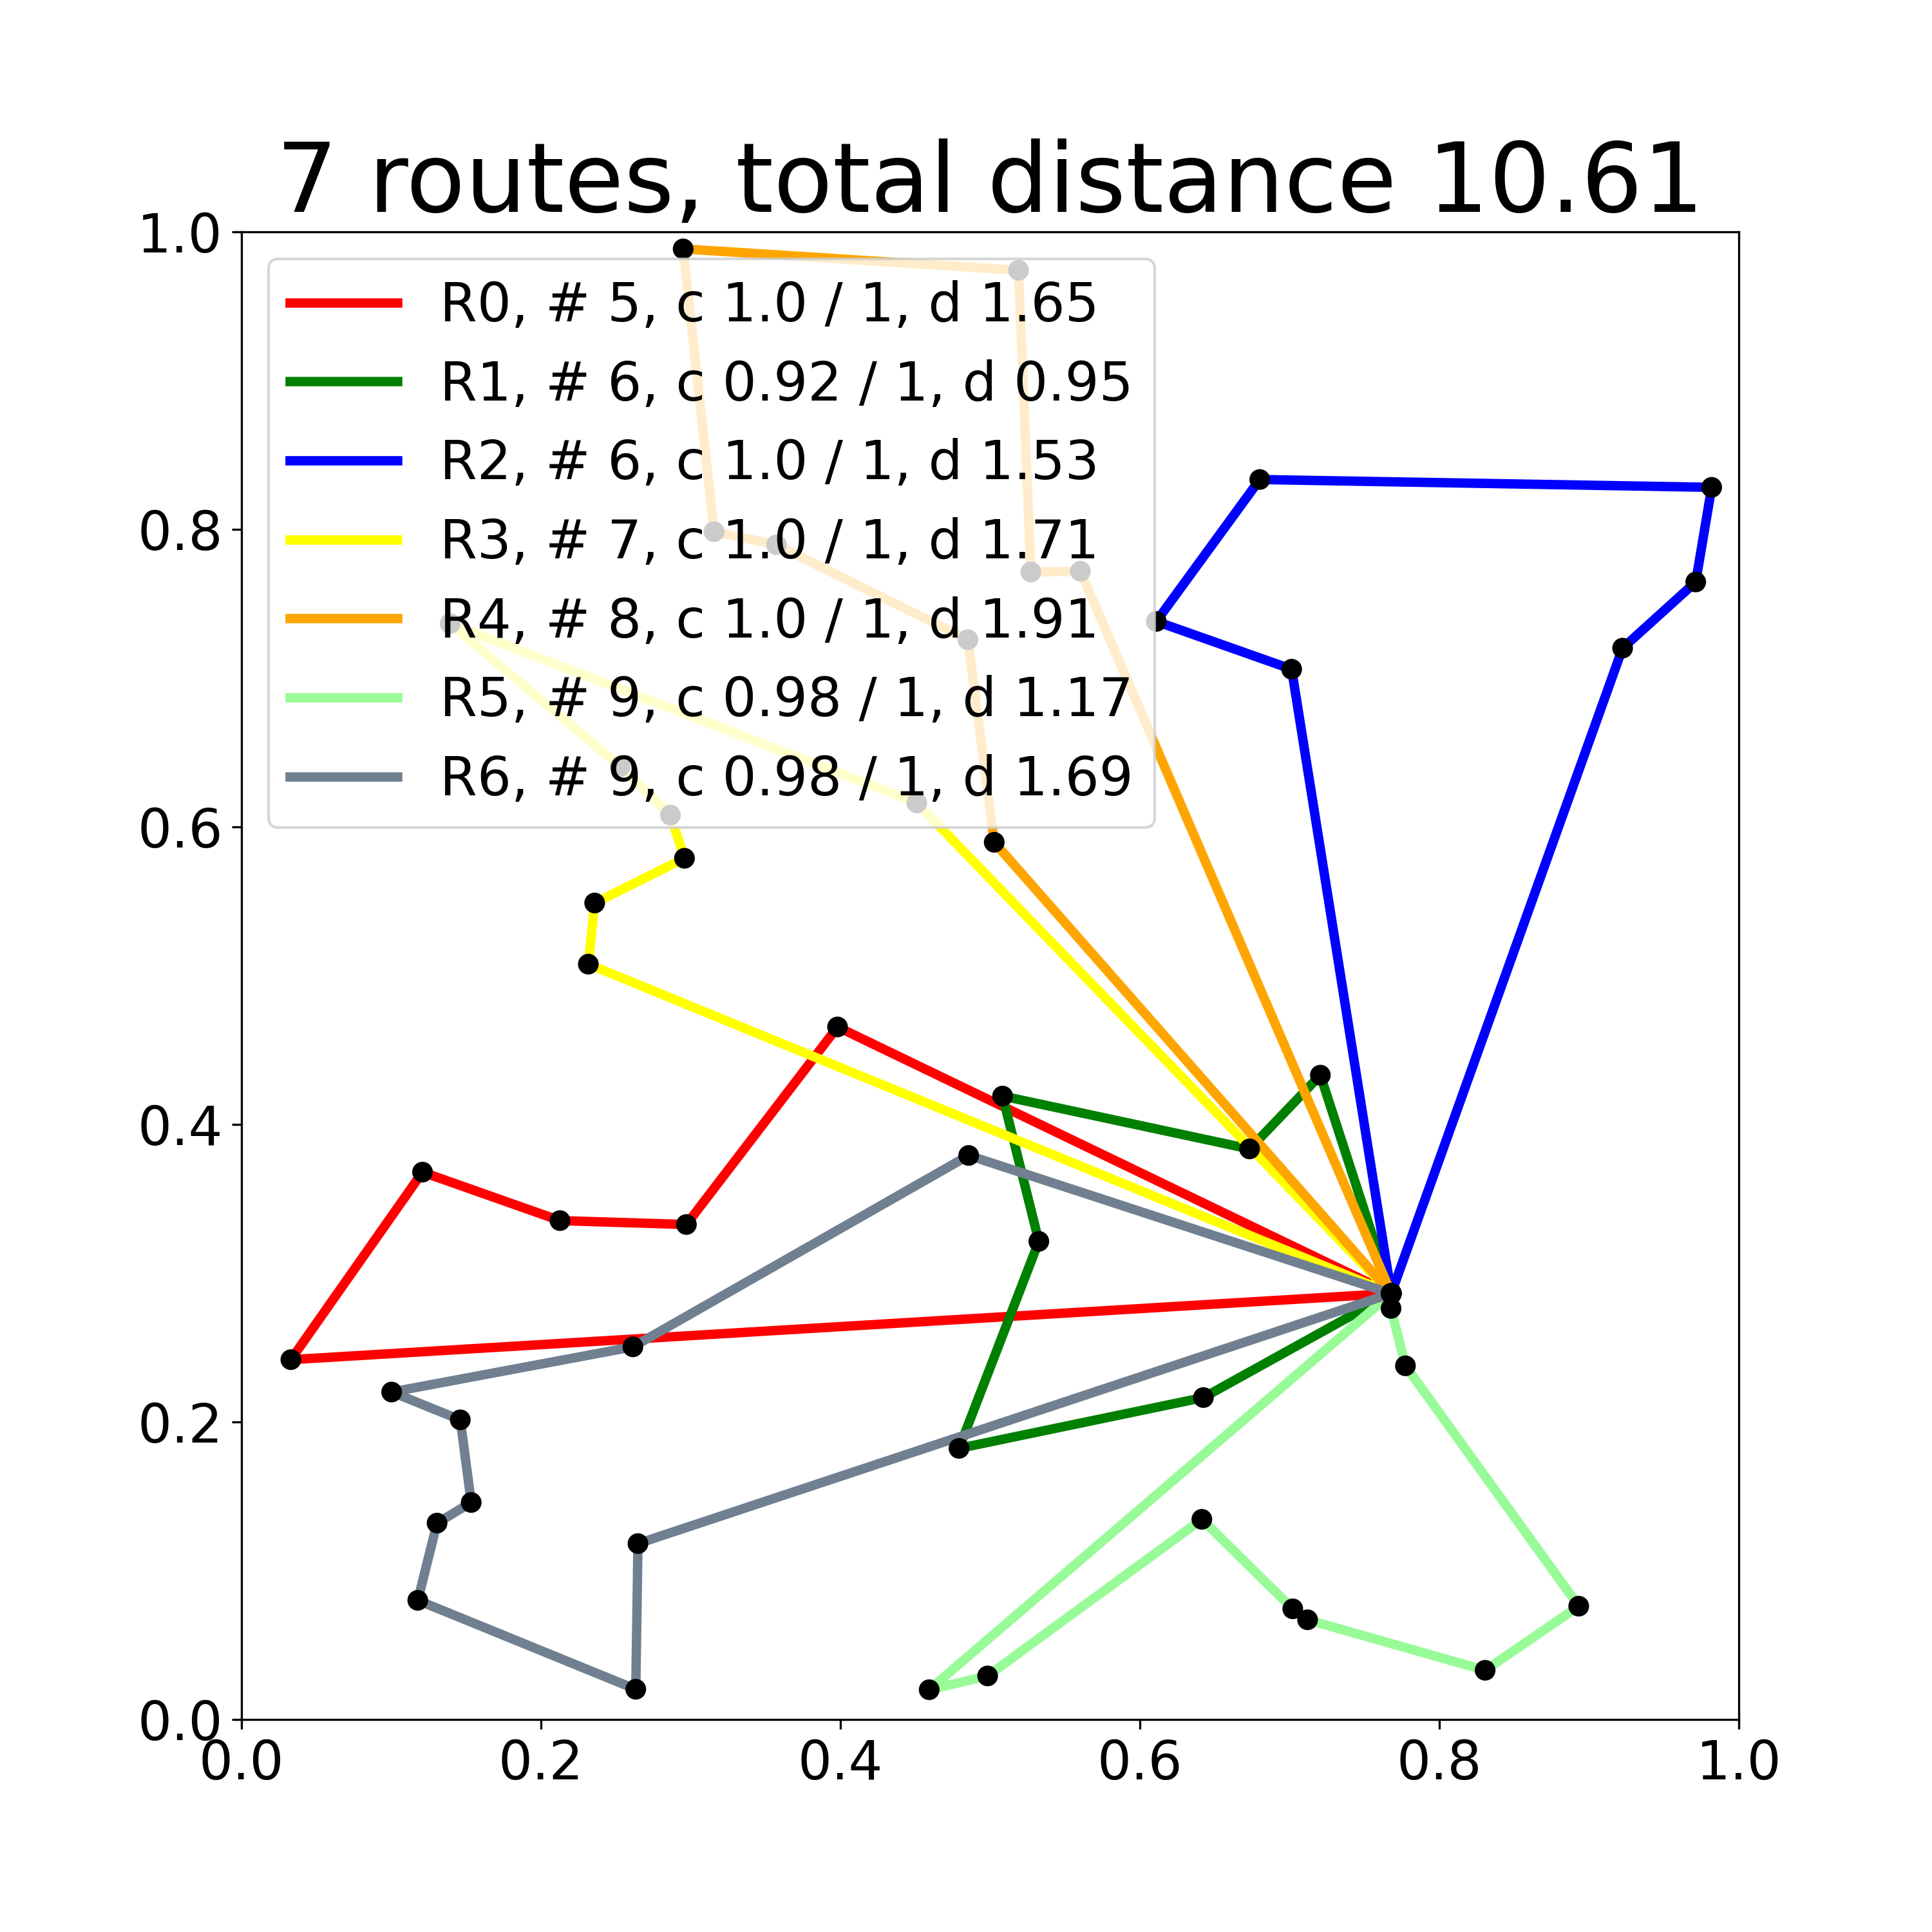 7 routes, total distance 10.61
1.0
0.8
0.6
0.4
0.2
0.0
R0, # 5, c 1.0 / 1, d 1.65
R1, # 6, c 0.92 / 1, d 0.95
R2, # 6, c 1.0 / 1, d 1.53
R3, # 7, c 1.0 / 1, d 1.71
R4, # 8, c 1.0 / 1, d 1.91
R5, # 9, c 0.98 / 1, d 1.17
R6, # 9, c 0.98 / 1, d 1.69
0.0 0.2 0.4 0.6 0.8 1.0